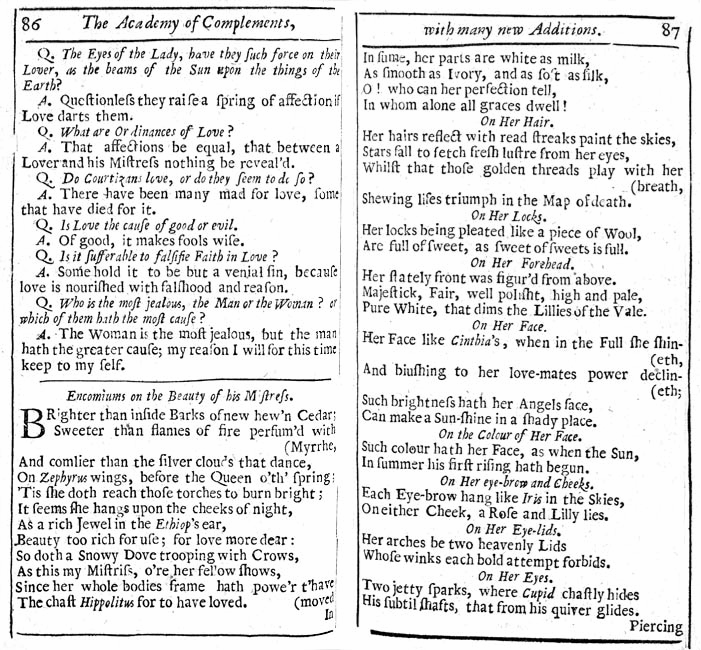 86 The Academy of Complements,
Q. The Eyes of the Lady, have they ſuch force on their
Lover, as the beams of the Sun upon the things of the
Earth?
A. Queſtionleſs they raiſe a ſpring of affection if
Love darts them.
Q. What are Ordinances of Love?
A. That affections be equal, that between a
Lover and his Miſtreſs nothing be reveal'd.
Q. Do Courtizans love, or do they ſeem to do ſo?
A. There have been many mad for love, ſome
that have died for it.
Q. Is Love the cauſe of good or evil.
A. Of good, it makes fools wiſe.
Q. Is it ſufferable to falſifie Faith in Love?
A. Some hold it to be but a venial ſin, becauſe
love is nouriſhed with falſhood and reaſon.
Q. Who is the moſt jealous, the Man or the Woman? or
which of them hath the moſt cauſe?
A. The Woman is the moſt jealous, but the man
hath the greater cauſe; my reaſon I will for this time
keep to my ſelf.
Encomiums on the Beauty of his Miſtreſs.
BRighter than inſide Barks of new hew'n Cedar;
Sweeter than flames of fire perfum'd with
(Myrrhe,
And comlier than the ſilver clouds that dance,
On Zephyrus wings, before the Queen o'th' ſpring;
'Tis ſhe doth reach thoſe torches to burn bright;
It ſeems ſhe hangs upon the cheeks of night,
As a rich Jewel in the Ethiop's ear,
Beauty too rich for uſe; for love more dear:
So doth a Snowy Dove trooping with Crows,
As this my Miſtriſs, o're her fellow ſhows,
Since her whole bodies frame hath powe'r t'have
The chaſt Hippolitus for to have loved. (moved
In
with many new Additions. 87
In ſume, her parts are white as milk,
As ſmooth as Ivory, and as ſoft as ſilk,
O! who can her perfection tell,
In whom alone all graces dwell!
On Her Hair.
Her hairs reflect with read ſtreaks paint the skies,
Stars fall to fetch freſh luſtre from her eyes,
Whilſt that thoſe golden threads play with her
(breath,
Shewing lifes triumph in the Map of death.
On Her Locks.
Her locks being pleated like a piece of Wool,
Are full of ſweet, as ſweet of ſweets is full.
On Her Forehead.
Her ſtately front was figur'd from above.
Majeſtick, Fair, well poliſht, high and pale,
Pure White, that dims the Lillies of the Vale.
On Her Face.
Her Face like Cinthia's, when in the Full ſhe ſhin-
(eth,
And bluſhing to her love-mates power declin-
(eth;
Such brightneſs hath her Angels face,
Can make a Sun-ſhine in a ſhady place.
On the Colour of Her Face.
Such colour hath her Face, as when the Sun,
In ſummer his firſt riſing hath begun.
On Her eye-brow and Cheeks.
Each Eye-brow hang like Iris in the Skies,
On either Cheek, a Roſe and Lilly lies.
On Her Eye-lids.
Her arches be two heavenly Lids
Whoſe winks each bold attempt forbids.
On Her Eyes.
Two jetty ſparks, where Cupid chaſtly hides
His ſubtil ſhafts, that from his quiver glides.
Piercing